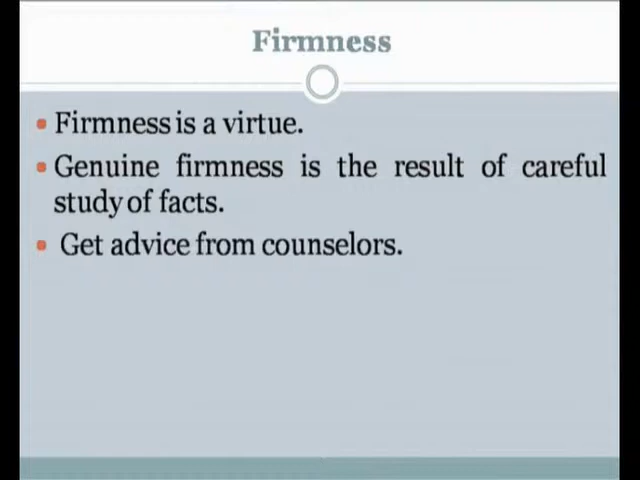 Firmness
Firmness is a virtue.
Genuine firmness is the result of careful
study of facts.
Get advice from counselors.